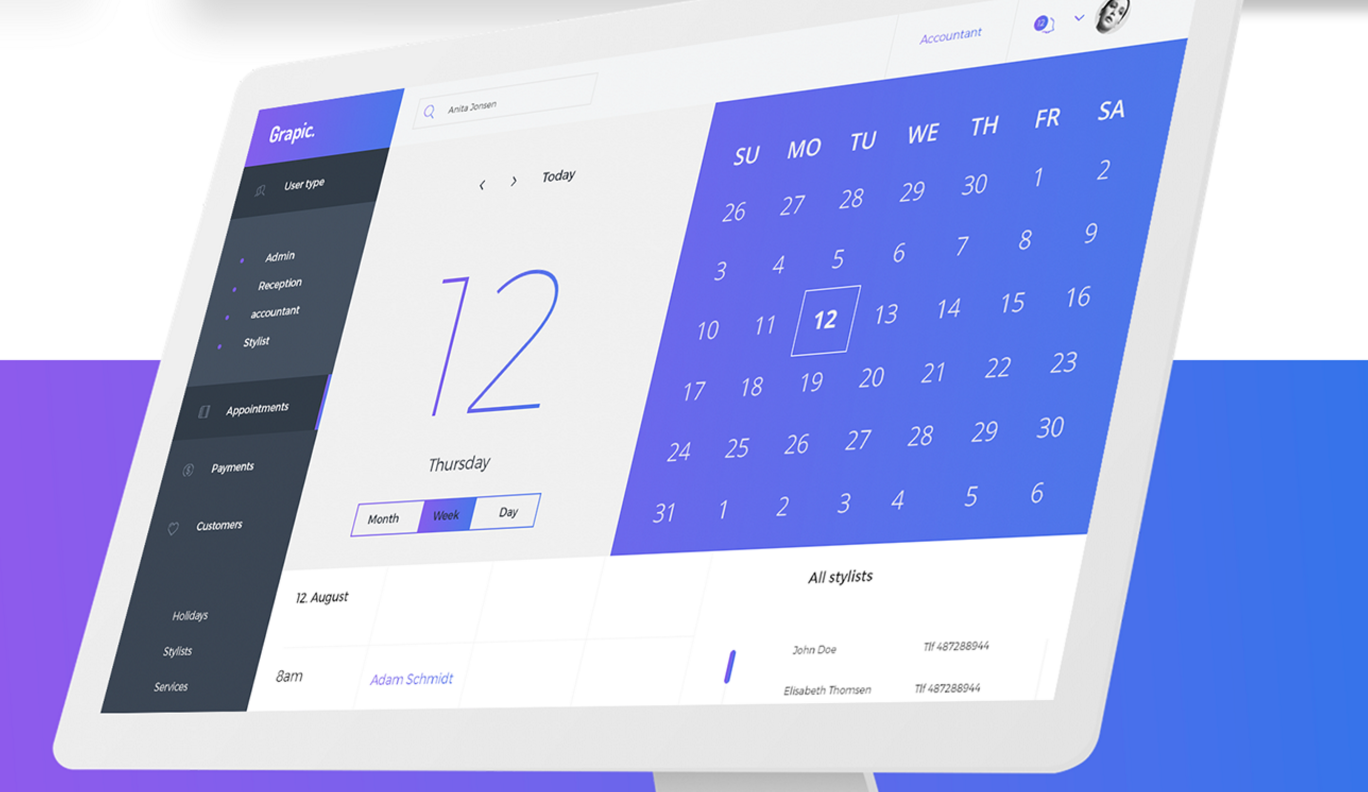 Grapic.
Anita Jonsen
Accountant
12
User type
Admin
Reception
accountant
Stylist
Appointments
Payments
Customers
Holidays
Stylists
Services
Today
12
Thursday
Month Week Day
SU MO TU WE TH FR SA
26 27 28 29 30 1 2
3 4 5 6 7 8 9
10 11 12 13 14 15 16
17 18 19 20 21 22 23
24 25 26 27 28 29 30
31 1 2 3 4 5 6
12. August
8am Adam Schmidt
All stylists
John Doe Tlf 487288944
Elisabeth Thomsen Tlf 487288944